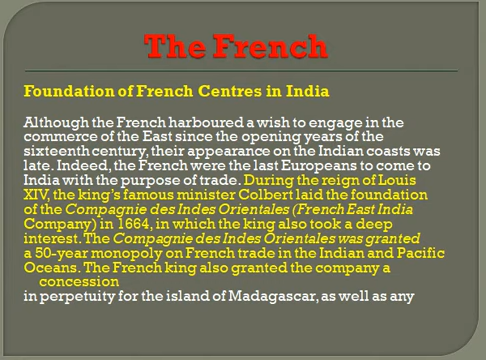 The French
Foundation of French Centres in India
Although the French harboured a wish to engage in the
commerce of the East since the opening years of the
sixteenth century, their appearance on the Indian coasts was
late. Indeed, the French were the last Europeans to come to
India with the purpose of trade. During the reign of Louis
XIV, the king's famous minister Colbert laid the foundation
of the Compagnie des Indes Orientales (French East India
Company) in 1664, in which the king also took a deep
interest. The Compagnie des Indes Orientales was granted
a 50-year monopoly on French trade in the Indian and Pacific
Oceans. The French king also granted the company a
concession
in perpetuity for the island of Madagascar, as well as any